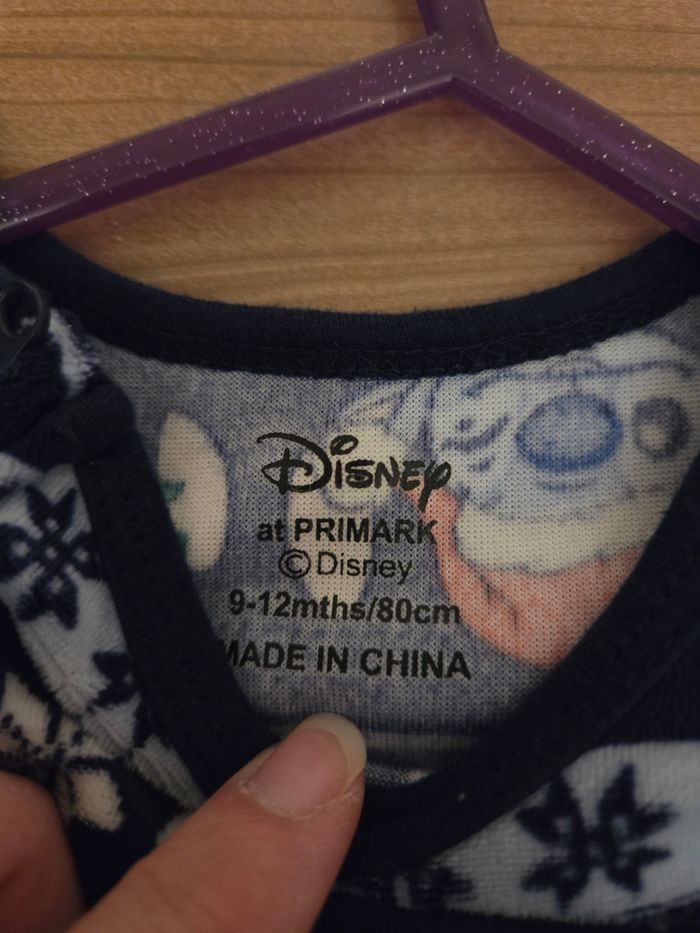 Disney
at PRIMARK
©Disney
9-12mths/80cm
MADE IN CHINA